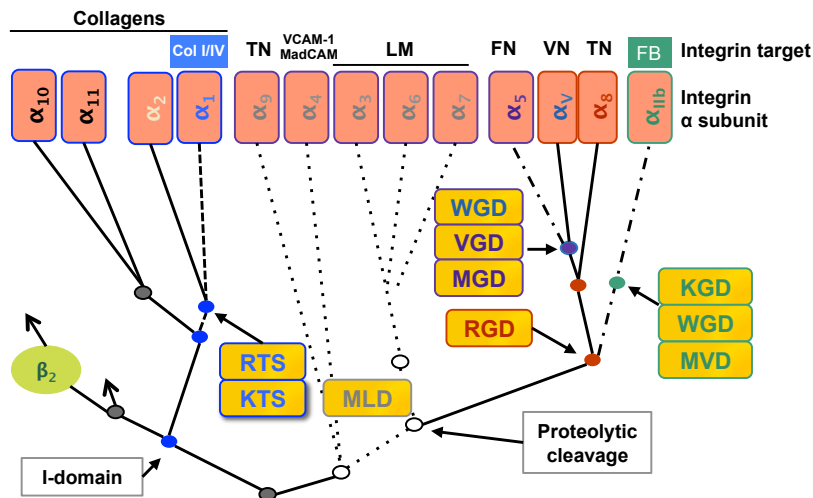 Collagens
Col I/IV
TN
VCAM-1
MadCAM
LM
FN
VN
TN
FB
Integrin target
α10
α11
α2
α1
α9
α4
α3
α6
α7
α5
αV
α8
αIIb
Integrin
α subunit
WGD
VGD
MGD
KGD
WGD
MVD
RGD
RTS
KTS
MLD
β2
I-domain
Proteolytic
cleavage